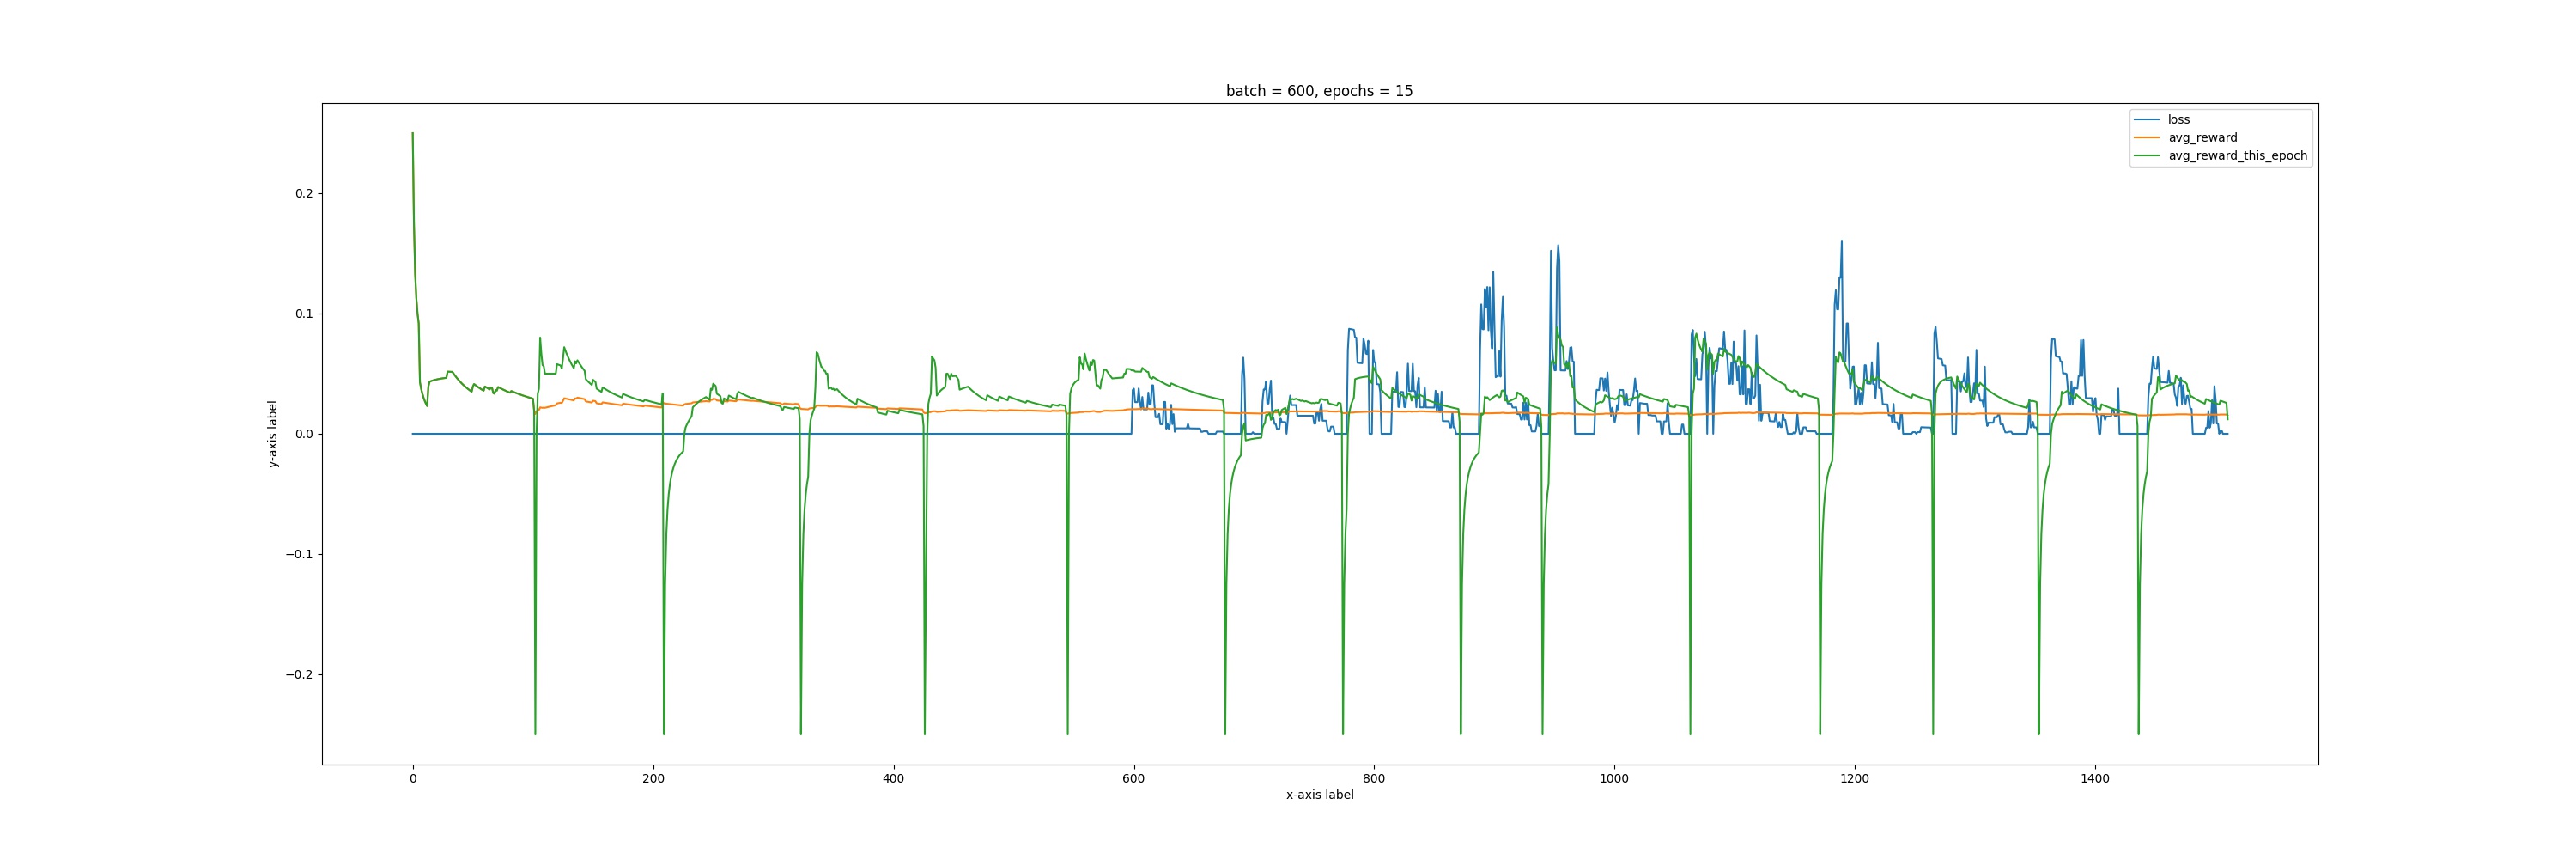 batch = 600, epochs = 15
loss
avg_reward
avg_reward_this_epoch
0.2
0.1
0.0
−0.1
−0.2
y-axis label
0 200 400 600 800 1000 1200 1400
x-axis label